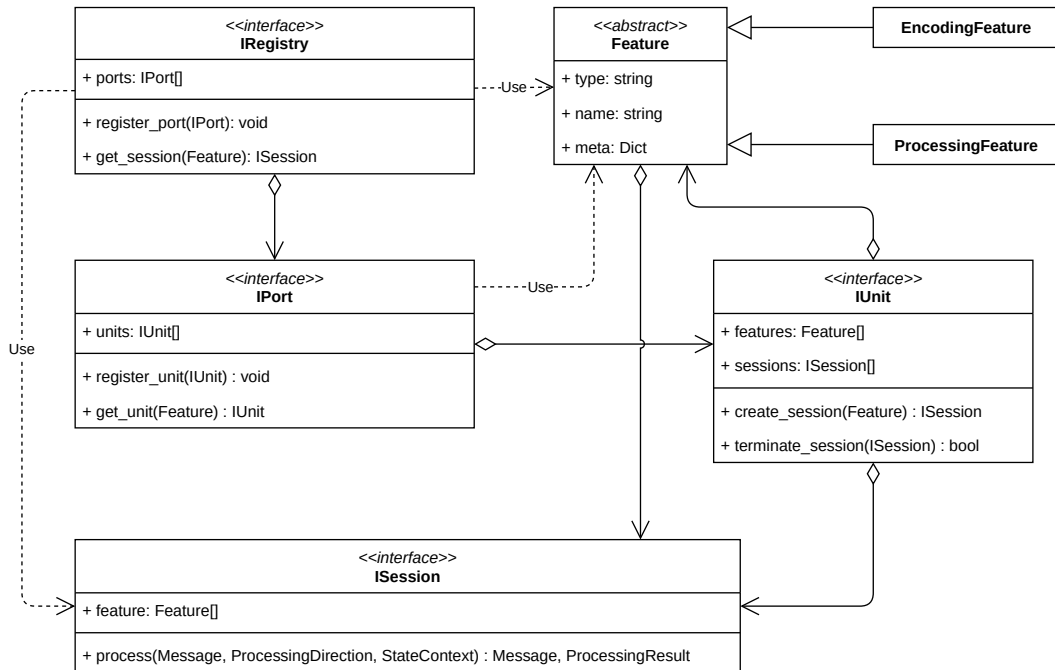 <<interface>>
IRegistry
+ ports: IPort[]
+ register_port(IPort): void
+ get_session(Feature): ISession
<<abstract>>
Feature
+ type: string
+ name: string
+ meta: Dict
EncodingFeature
ProcessingFeature
Use
<<interface>>
IPort
+ units: IUnit[]
+ register_unit(IUnit) : void
+ get_unit(Feature) : IUnit
Use
<<interface>>
IUnit
+ features: Feature[]
+ sessions: ISession[]
+ create_session(Feature) : ISession
+ terminate_session(ISession) : bool
Use
<<interface>>
ISession
+ feature: Feature[]
+ process(Message, ProcessingDirection, StateContext) : Message, ProcessingResult